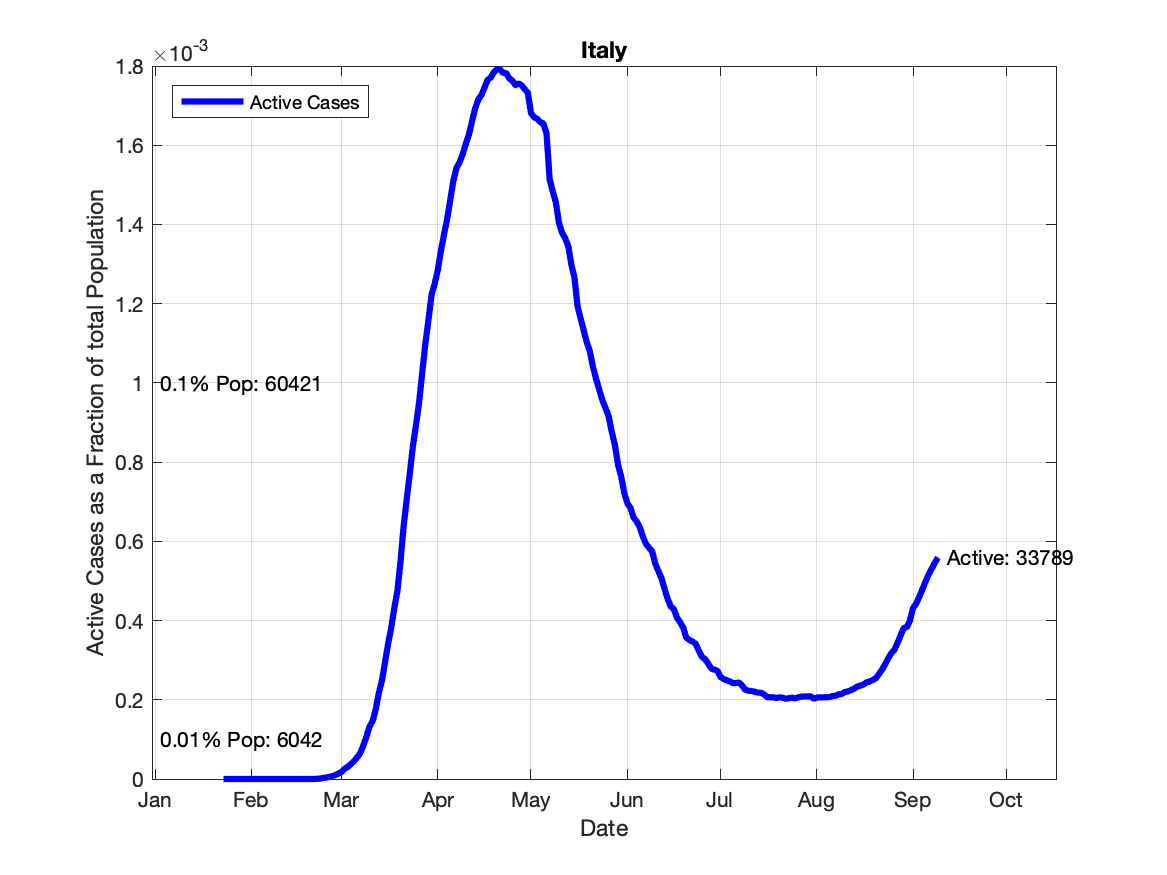 Italy
×10-3
1.8
1.6
1.4
1.2
1
0.8
0.6
0.4
0.2
0
Active Cases as a Fraction of total Population
Active Cases
0.1% Pop: 60421
0.01% Pop: 6042
Active: 33789
Jan Feb Mar Apr May Jun Jul Aug Sep Oct
Date